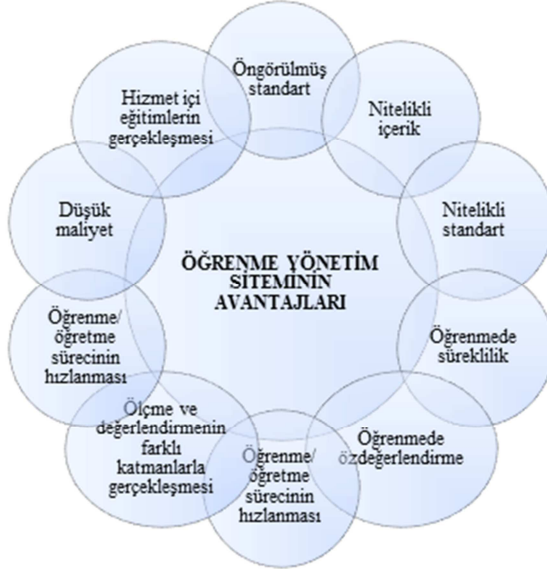 Öngörülmüş
standart
Nitelikli
içerik
Nitelikli
standart
Öğrenmede
süreklilik
Öğrenmede
özdeğerlendirme
Öğrenme/
öğretme
sürecinin
hızlanması
Ölçme ve
değerlendirmenin
farklı
katmanlarla
gerçekleşmesi
Öğrenme/
öğretme
sürecinin
hızlanması
Düşük
maliyet
Hizmet içi
eğitimlerin
gerçekleşmesi
ÖĞRENME YÖNETİM
SİTEMİNİN
AVANTAJLARI